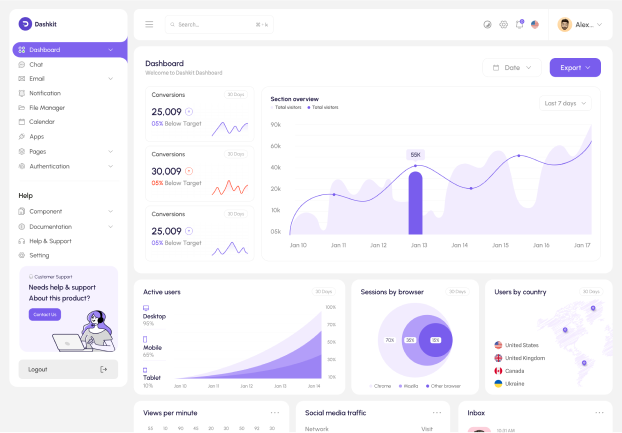 Dashkit
Dashboard
Chat
Email
Notification
File Manager
Calendar
Apps
Pages
Authentication
Help
Component
Documentation
Help & Support
Setting
Customer Support
Needs help & support
About this product?
Contact Us
Logout
Search...
Alex...
Dashboard
Welcome to Dashkit Dashboard
Date
Export
Conversions
30 Days
25,009
05% Below Target
Conversions
30 Days
30.009
05% Below Target
Conversions
30 Days
25,009
05% Below Target
Section overview
Total visitors
Total visitors
Last 7 days
90k
60k
40k
20k
10k
05k
55K
Jan 10
Jan 11
Jan 12
Jan 13
Jan 14
Jan 15
Jan 16
Jan 17
Active users
30 Days
Desktop
95%
Mobile
65%
Tablet
10%
100%
70%
50%
30%
10%
Jan 10
Jan 11
Jan 12
Jan 13
Jan 14
Sessions by browser
30 Days
70%
35%
15%
Chrome
Mozilla
Other browser
Users by country
30 Days
United States
United Kingdom
Canada
Ukraine
Views per minute
Social media traffic
Network
Visit
Inbox